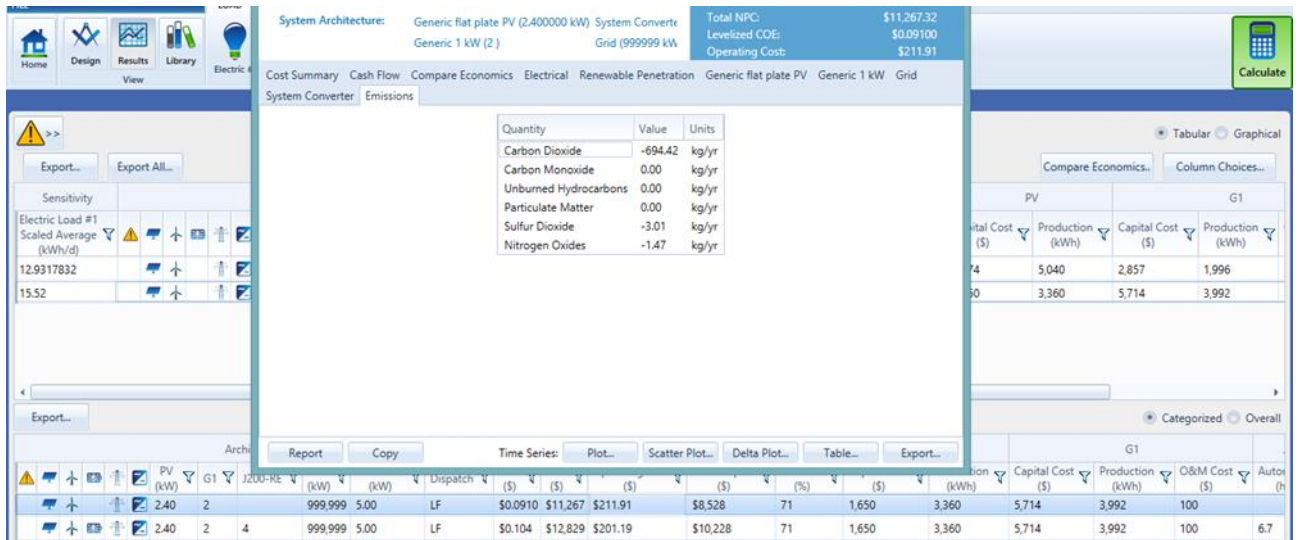 LOAD
Home
Design
Results
Library
Electric
View
System Architecture:
Generic flat plate PV (2.400000 kW) System Converte
Generic 1 kW (2 )
Grid (999999 kW
Total NPC: $11,267.32
Levelized COE: $0.09100
Operating Cost: $211.91
Calculate
Cost Summary Cash Flow Compare Economics Electrical Renewable Penetration Generic flat plate PV Generic 1 kW Grid
System Converter Emissions
Quantity Value Units
Carbon Dioxide -694.42 kg/yr
Carbon Monoxide 0.00 kg/yr
Unburned Hydrocarbons 0.00 kg/yr
Particulate Matter 0.00 kg/yr
Sulfur Dioxide -3.01 kg/yr
Nitrogen Oxides -1.47 kg/yr
>>
Tabular Graphical
Export... Export All...
Compare Economics.. Column Choices...
Sensitivity PV G1
Electric Load #1
Scaled Average
(kWh/d)
ital Cost
($)
Production
(kWh)
Capital Cost
($)
Production
(kWh)
12.9317832 74 5,040 2,857 1,996
15.52 50 3,360 5,714 3,992
Export...
Categorized Overall
Report Copy Time Series: Plot... Scatter Plot... Delta Plot... Table... Export...
Archi G1
PV
(kW)
G1
J200-RE
(kW)
(kW)
Dispatch
($)
($)
($)
($)
(%)
($)
tion
(kWh)
Capital Cost
($)
Production
(kWh)
O&M Cost
($)
2.40 2 999,999 5.00 LF $0.0910 $11,267 $211.91 $8,528 71 1,650 3,360 5,714 3,992 100
2.40 2 4 999,999 5.00 LF $0.104 $12,829 $201.19 $10,228 71 1,650 3,360 5,714 3,992 100 6.7